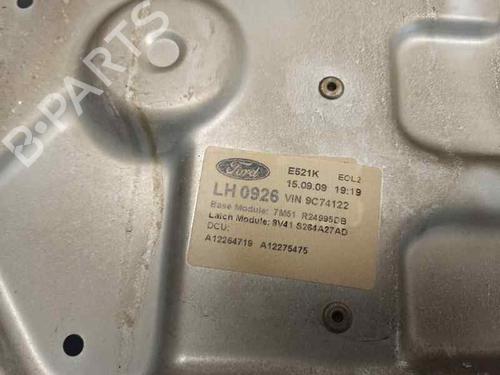 B-PARTS
Ford
E521K EOL2
LH 0926 15.09.09 19:19
VIN 9C74122
Base Module: 7M51 R24995DB
Latch Module: 8V41 S264A27AD
DCU:
A12264719 A12275475